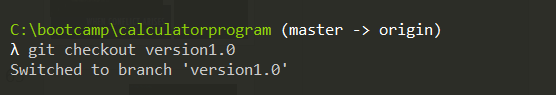 C:\bootcamp\calculatorprogram (master -> origin)
λ git checkout version1.0
Switched to branch 'version1.0'